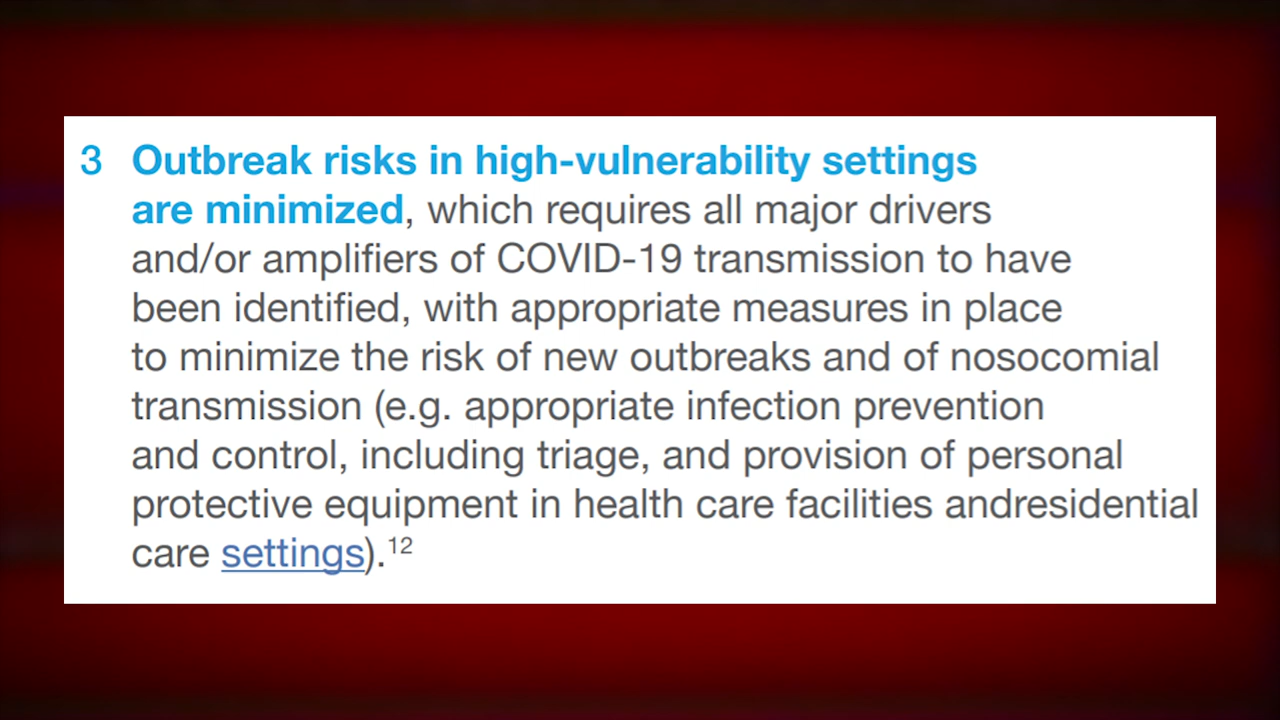 3 Outbreak risks in high-vulnerability settings
are minimized, which requires all major drivers
and/or amplifiers of COVID-19 transmission to have
been identified, with appropriate measures in place
to minimize the risk of new outbreaks and of nosocomial
transmission (e.g. appropriate infection prevention
and control, including triage, and provision of personal
protective equipment in health care facilities andresidential
care settings).12